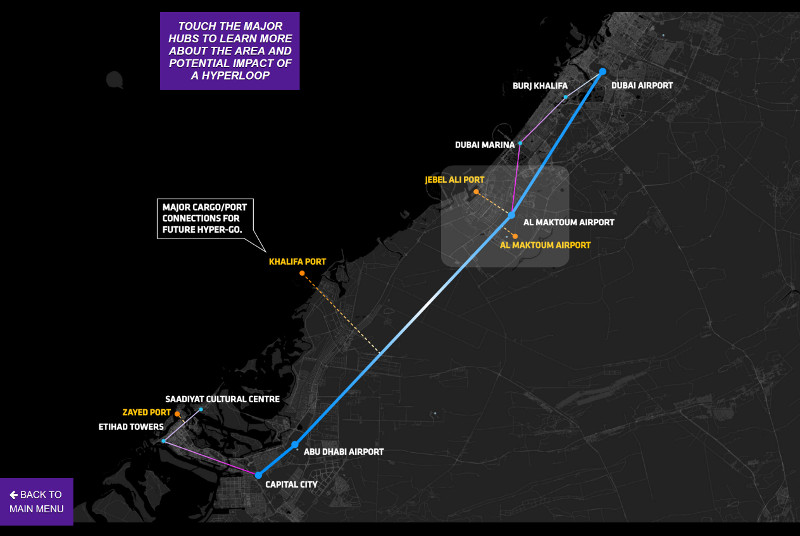 TOUCH THE MAJOR
HUBS TO LEARN MORE
ABOUT THE AREA AND
POTENTIAL IMPACT OF
A HYPERLOOP
BURJ KHALIFA
DUBAI AIRPORT
DUBAI MARINA
JEBEL ALI PORT
MAJOR CARGO/PORT
CONNECTIONS FOR
FUTURE HYPER-GO.
AL MAKTOUM AIRPORT
AL MAKTOUM AIRPORT
KHALIFA PORT
SAADIYAT CULTURAL CENTRE
ZAYED PORT
ETIHAD TOWERS
ABU DHABI AIRPORT
CAPITAL CITY
BACK TO
MAIN MENU